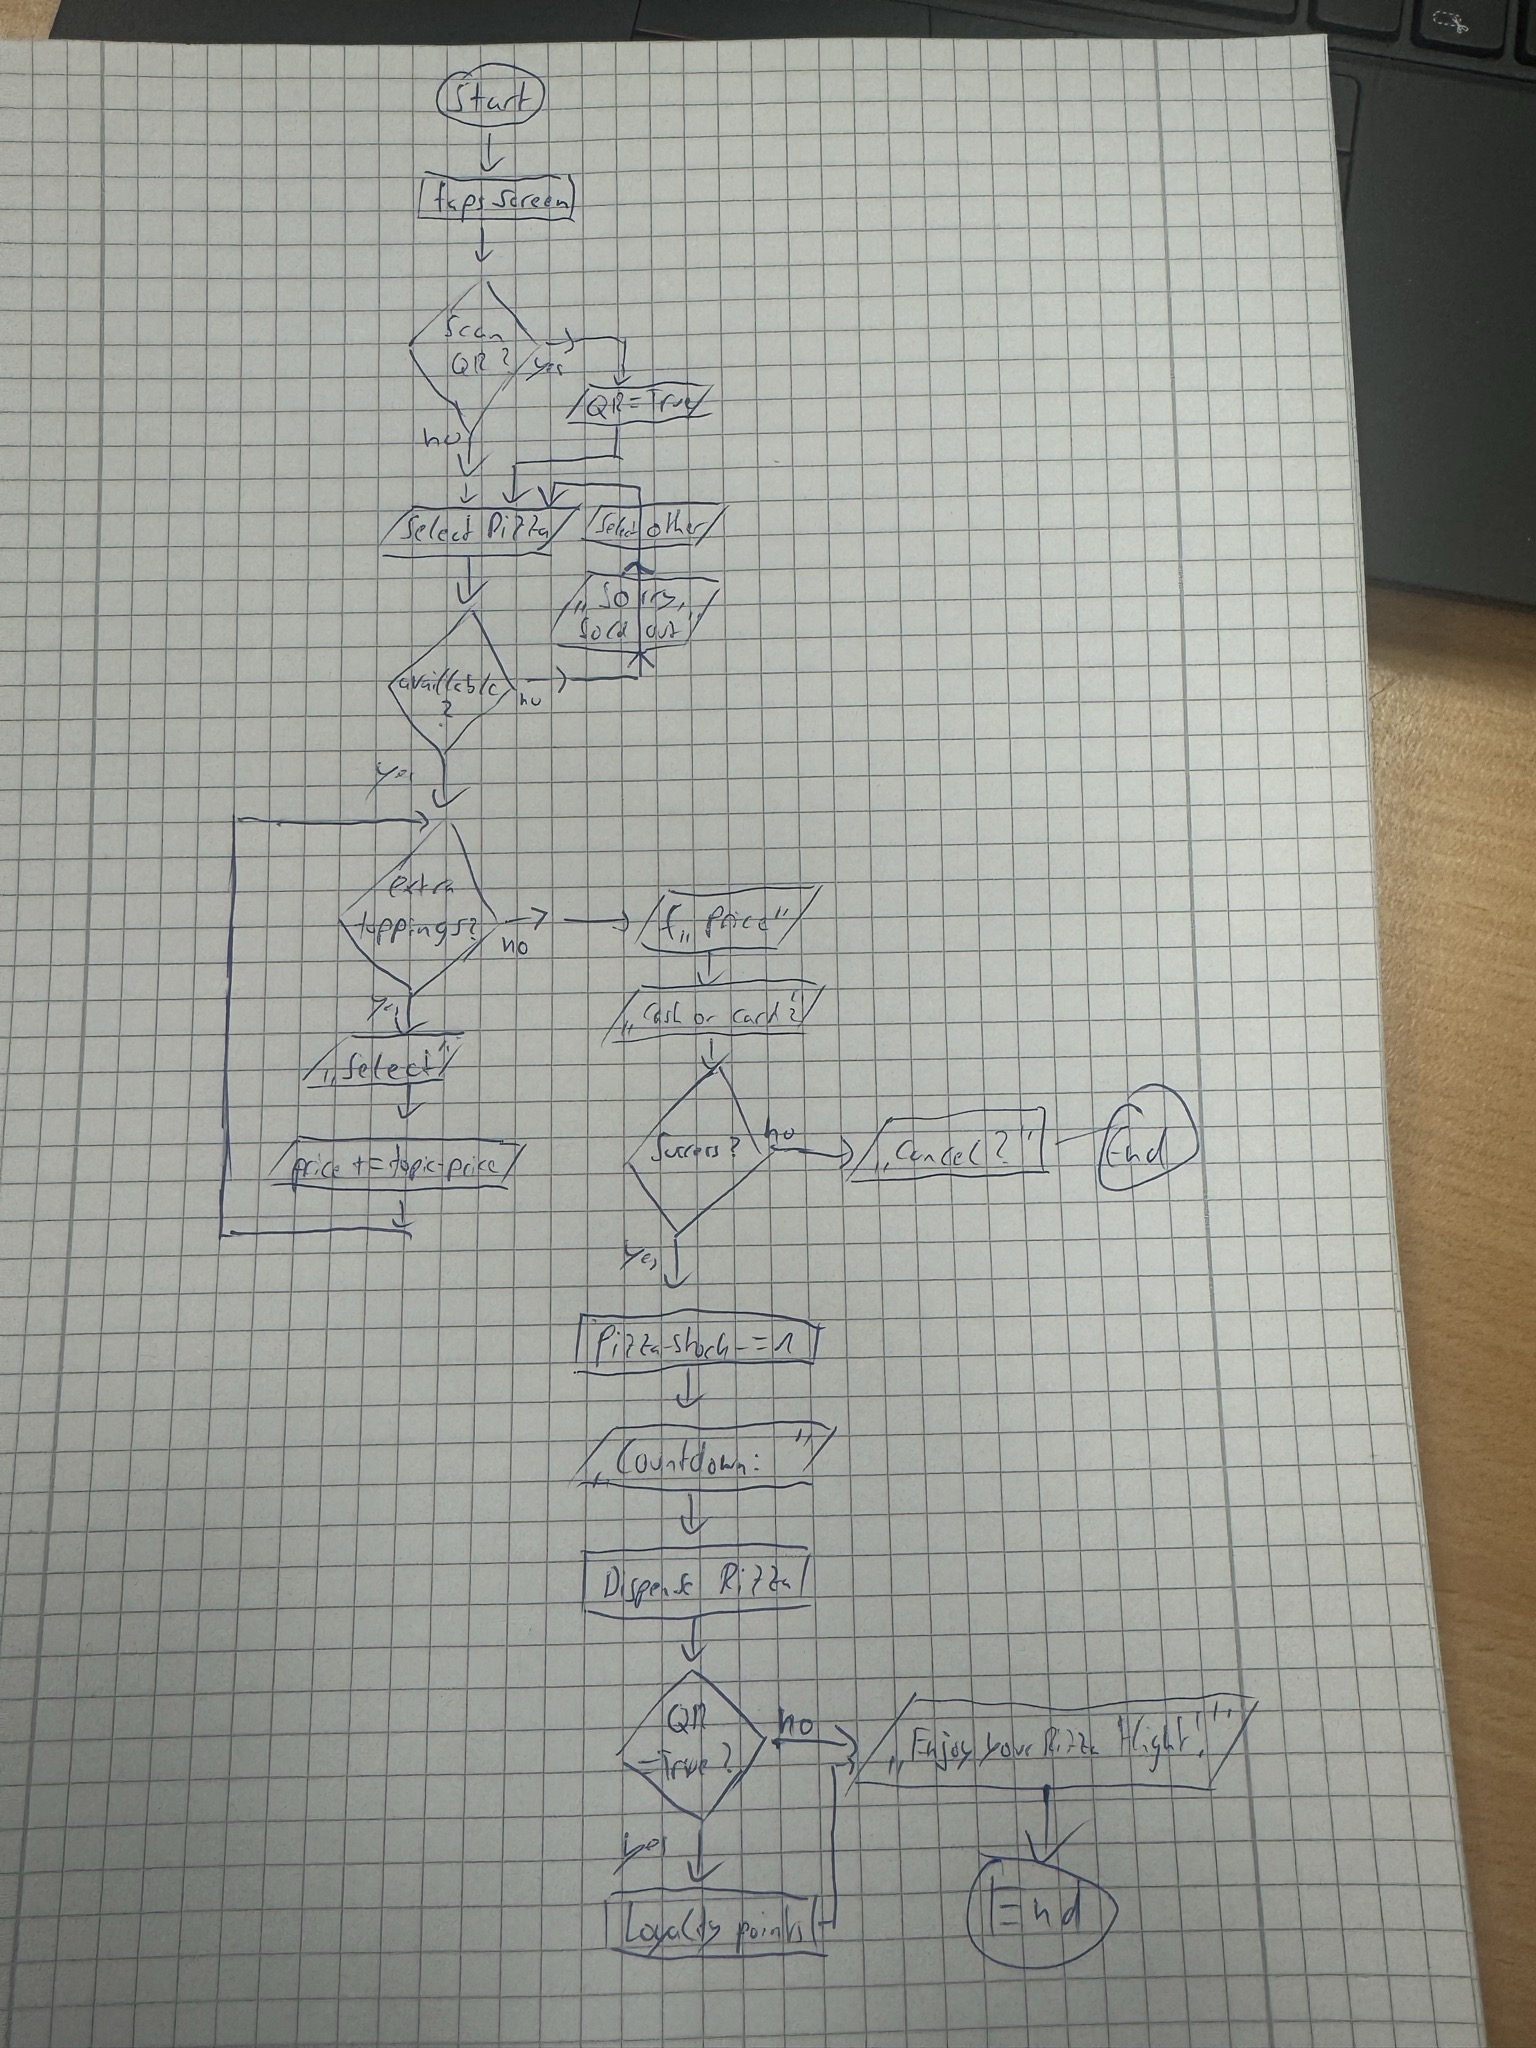 Start
taps screen
Scan
QR?
yes
QR=True
no
Select Pizza
Select other
„Sorry,
Sold out"
available
?
no
yes
extra
toppings?
no
f„ Price"
yes
„Cash or card?"
„Select"
Success?
no
„Cancel?"
End
price += topic-price
yes
Pizza-stock -= 1
„Countdown: "
Dispense Pizza
QR
=True?
no
„Enjoy your Pizza Flight!"
yes
Loyalty points
End